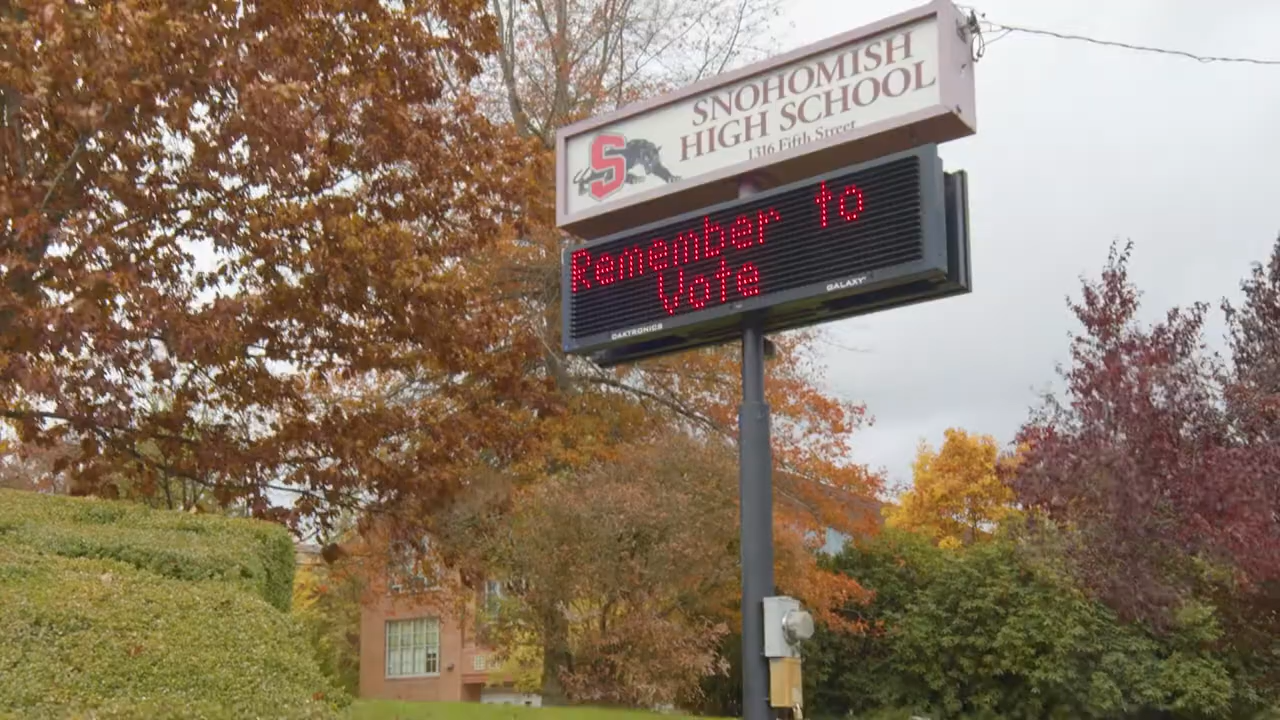 SNOHOMISH
HIGH SCHOOL
1316 Fifth Street
S
Remember to
Vote
DAKTRONICS
GALAXY